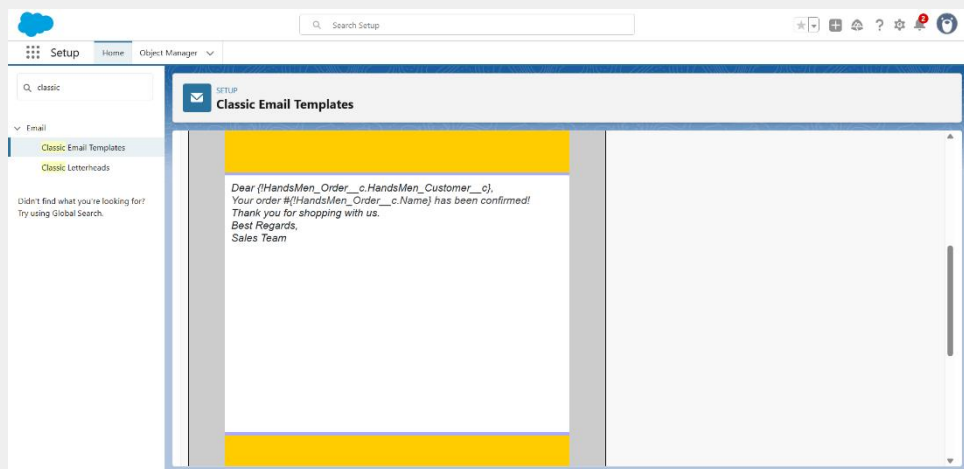 Search Setup
2
Setup
Home
Object Manager
classic
Email
Classic Email Templates
Classic Letterheads
Didn't find what you're looking for?
Try using Global Search.
SETUP
Classic Email Templates
Dear {!HandsMen_Order__c.HandsMen_Customer__c},
Your order #{!HandsMen_Order__c.Name} has been confirmed!
Thank you for shopping with us.
Best Regards,
Sales Team